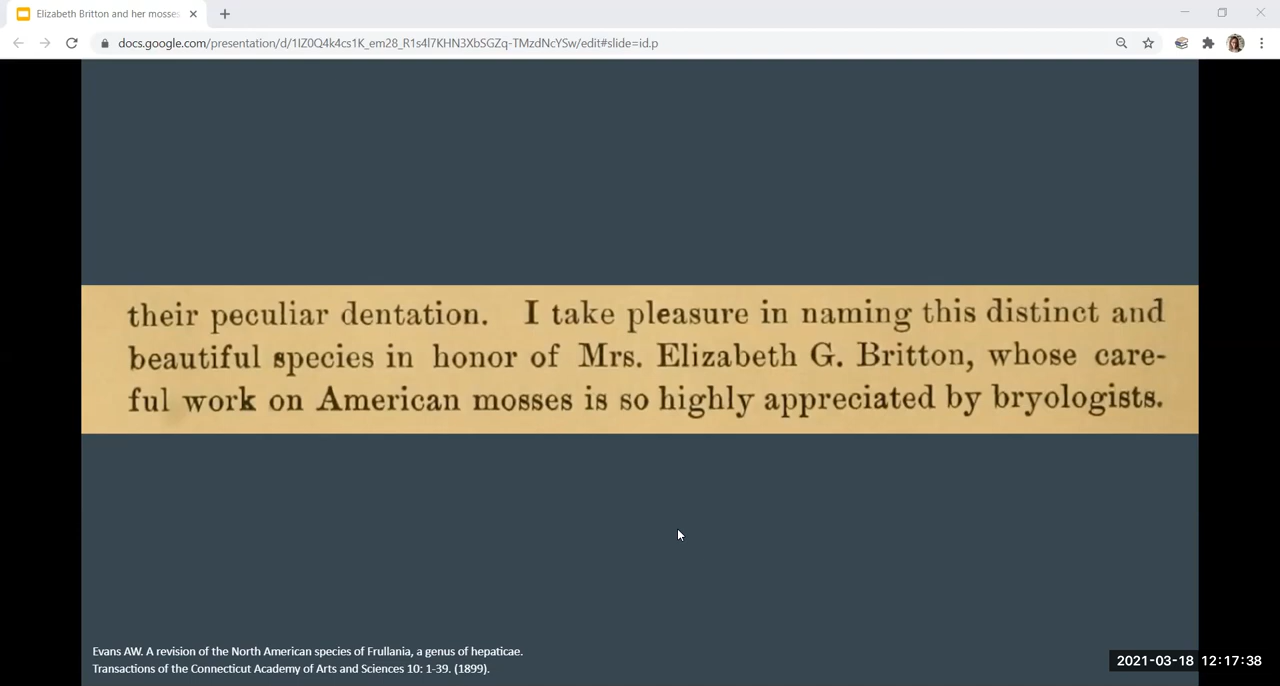 Elizabeth Britton and her mosses
docs.google.com/presentation/d/1IZ0Q4k4cs1K_em28_R1s4l7KHN3XbSGZq-TMzdNcYSw/edit#slide=id.p
their peculiar dentation. I take pleasure in naming this distinct and
beautiful species in honor of Mrs. Elizabeth G. Britton, whose care-
ful work on American mosses is so highly appreciated by bryologists.
Evans AW. A revision of the North American species of Frullania, a genus of hepaticae.
Transactions of the Connecticut Academy of Arts and Sciences 10: 1-39. (1899).
2021-03-18 12:17:38